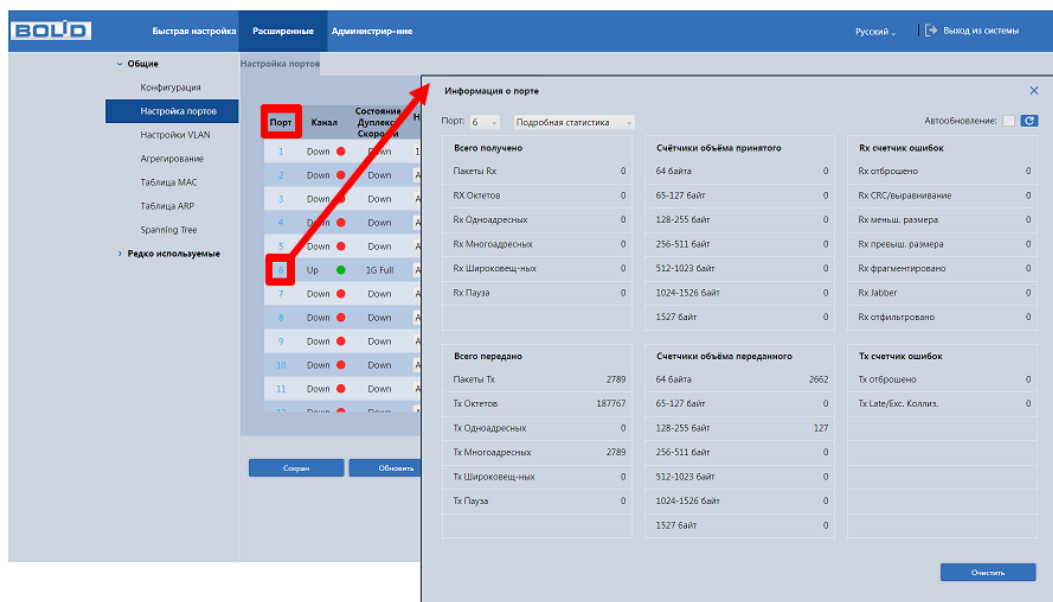 BOLID
Быстрая настройка Расширенные Администрир-ние Русский Выход из системы
Общие
Конфигурация
Настройка портов
Настройки VLAN
Агрегирование
Таблица MAC
Таблица ARP
Spanning Tree
Редко используемые
Настройка портов
Порт Канал Состояние Дуплекс Скорости Н
1 Down Down 1
2 Down Down A
3 Down Down A
4 Down Down A
5 Down Down A
6 Up 1G Full A
7 Down Down A
8 Down Down A
9 Down Down A
10 Down Down A
11 Down Down A
12 Down Down
Сохран Обновить
Информация о порте
Порт: 6 Подробная статистика Автообновление:
Всего получено
Пакеты Rx 0
RX Октетов 0
Rx Одноадресных 0
Rx Многоадресных 0
Rx Широковещ-ных 0
Rx Пауза 0
Счётчики объёма принятого
64 байта 0
65-127 байт 0
128-255 байт 0
256-511 байт 0
512-1023 байт 0
1024-1526 байт 0
1527 байт 0
Rx счетчик ошибок
Rx отброшено 0
Rx CRC/выравнивание 0
Rx меньш. размера 0
Rx превыш. размера 0
Rx фрагментировано 0
Rx Jabber 0
Rx отфильтровано 0
Всего передано
Пакеты Tx 2789
Tx Октетов 187767
Tx Одноадресных 0
Tx Многоадресных 2789
Tx Широковещ-ных 0
Tx Пауза 0
Счетчики объёма переданного
64 байта 2662
65-127 байт 0
128-255 байт 127
256-511 байт 0
512-1023 байт 0
1024-1526 байт 0
1527 байт 0
Tx счетчик ошибок
Tx отброшено 0
Tx Late/Exc. Коллиз. 0
Очистить